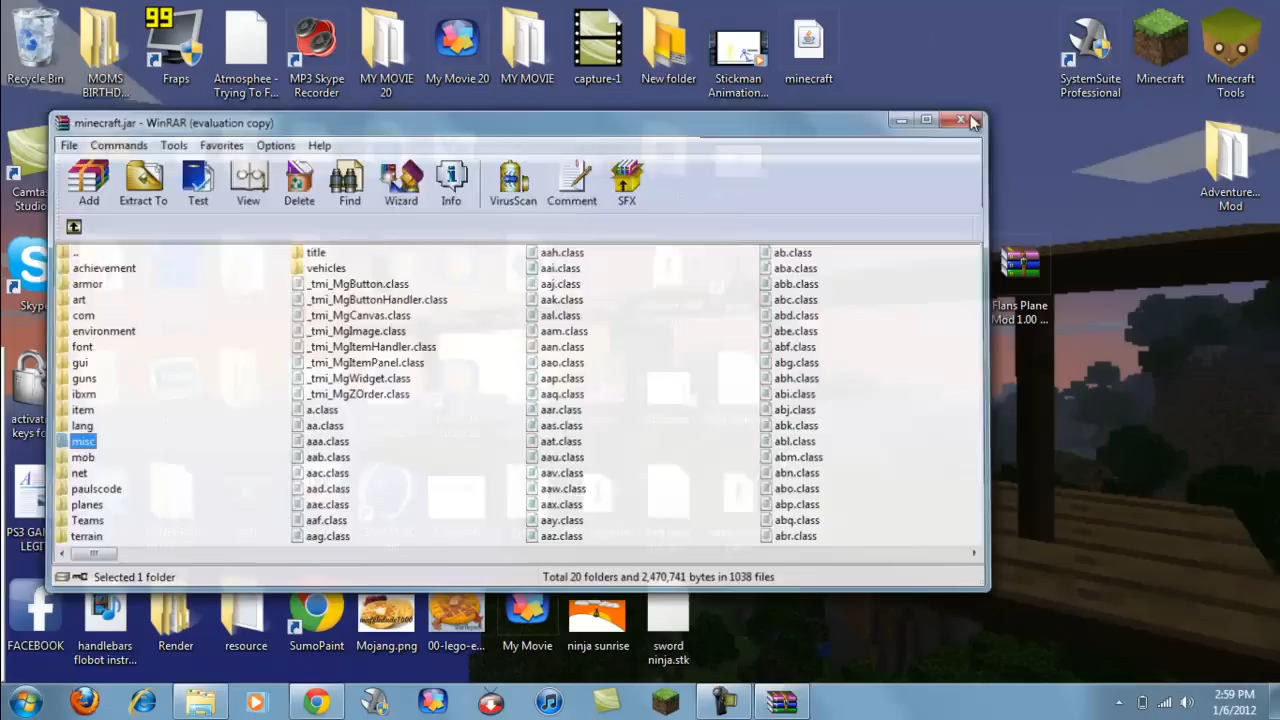 99
Recycle Bin
MOMS
BIRTHD...
Fraps
Atmosphee -
Trying To F...
MP3 Skype
Recorder
MY MOVIE
20
My Movie 20
MY MOVIE
capture-1
New folder
Stickman
Animation...
minecraft
SystemSuite
Professional
Minecraft
Minecraft
Tools
minecraft.jar - WinRAR (evaluation copy)
File Commands Tools Favorites Options Help
Add Extract To Test View Delete Find Wizard Info VirusScan Comment SFX
..
achievement
armor
art
com
environment
font
gui
guns
ibxm
item
lang
misc
mob
net
paulscode
planes
Teams
terrain
title
vehicles
_tmi_MgButton.class
_tmi_MgButtonHandler.class
_tmi_MgCanvas.class
_tmi_MgImage.class
_tmi_MgItemHandler.class
_tmi_MgItemPanel.class
_tmi_MgWidget.class
_tmi_MgZOrder.class
a.class
aa.class
aaa.class
aab.class
aac.class
aad.class
aae.class
aaf.class
aag.class
aah.class
aai.class
aaj.class
aak.class
aal.class
aam.class
aan.class
aao.class
aap.class
aaq.class
aar.class
aas.class
aat.class
aau.class
aav.class
aaw.class
aax.class
aay.class
aaz.class
ab.class
aba.class
abb.class
abc.class
abd.class
abe.class
abf.class
abg.class
abh.class
abi.class
abj.class
abk.class
abl.class
abm.class
abn.class
abo.class
abp.class
abq.class
abr.class
Selected 1 folder
Total 20 folders and 2,470,741 bytes in 1038 files
Camta
Studio
Skype
activat
keys fo
PS3 GA
LEGIT
Adventure...
Mod
Flans Plane
Mod 1.00 ...
FACEBOOK
handlebars
flobot instr...
Render
resource
SumoPaint
Mojang.png
00-lego-e...
My Movie
ninja sunrise
sword
ninja.stk
2:59 PM
1/6/2012